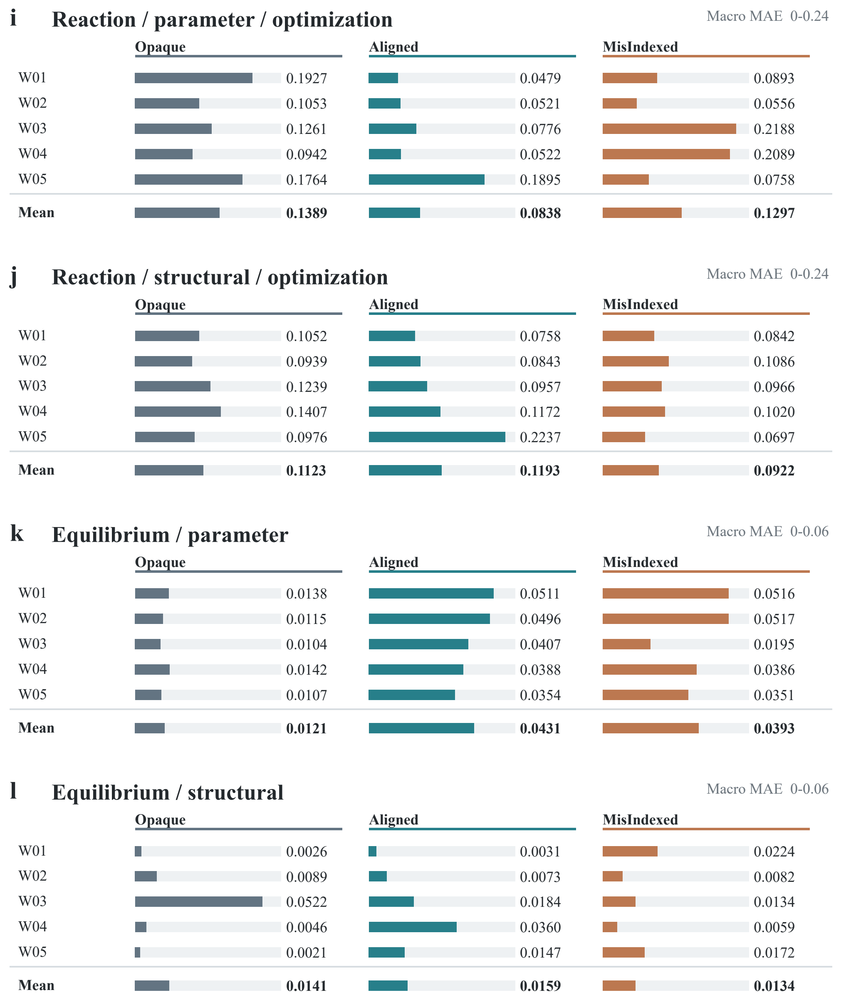 i Reaction / parameter / optimization Macro MAE 0-0.24
Opaque Aligned MisIndexed
W01 0.1927 0.0479 0.0893
W02 0.1053 0.0521 0.0556
W03 0.1261 0.0776 0.2188
W04 0.0942 0.0522 0.2089
W05 0.1764 0.1895 0.0758
Mean 0.1389 0.0838 0.1297
j Reaction / structural / optimization Macro MAE 0-0.24
Opaque Aligned MisIndexed
W01 0.1052 0.0758 0.0842
W02 0.0939 0.0843 0.1086
W03 0.1239 0.0957 0.0966
W04 0.1407 0.1172 0.1020
W05 0.0976 0.2237 0.0697
Mean 0.1123 0.1193 0.0922
k Equilibrium / parameter Macro MAE 0-0.06
Opaque Aligned MisIndexed
W01 0.0138 0.0511 0.0516
W02 0.0115 0.0496 0.0517
W03 0.0104 0.0407 0.0195
W04 0.0142 0.0388 0.0386
W05 0.0107 0.0354 0.0351
Mean 0.0121 0.0431 0.0393
l Equilibrium / structural Macro MAE 0-0.06
Opaque Aligned MisIndexed
W01 0.0026 0.0031 0.0224
W02 0.0089 0.0073 0.0082
W03 0.0522 0.0184 0.0134
W04 0.0046 0.0360 0.0059
W05 0.0021 0.0147 0.0172
Mean 0.0141 0.0159 0.0134